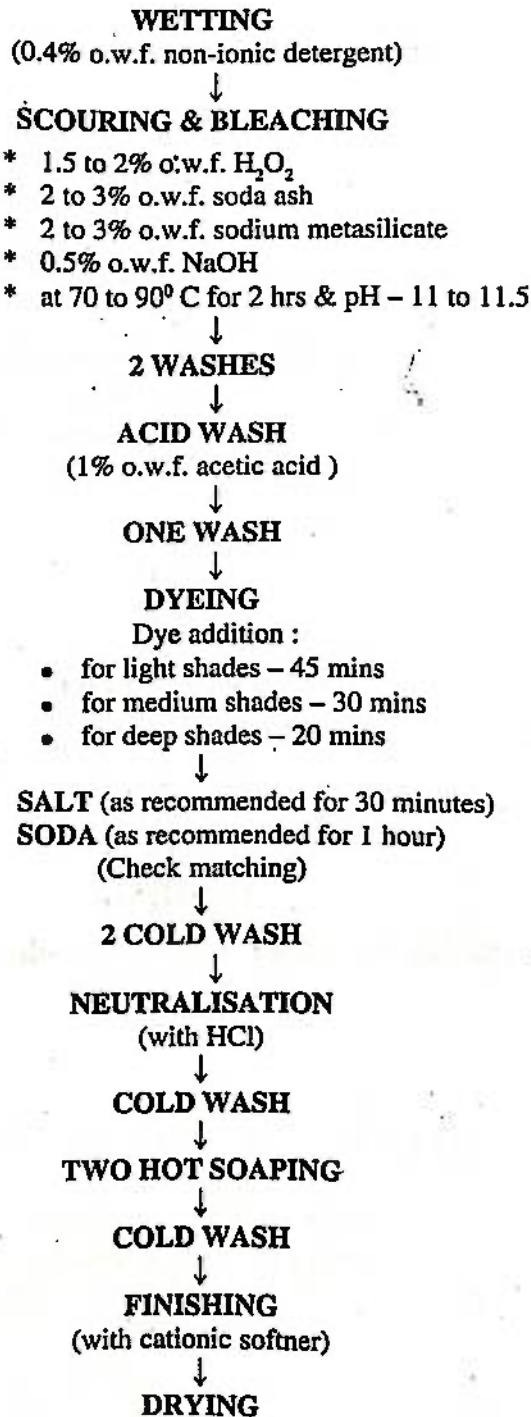 WETTING
(0.4% o.w.f. non-ionic detergent)
↓
SCOURING & BLEACHING
* 1.5 to 2% o.w.f. H₂O₂
* 2 to 3% o.w.f. soda ash
* 2 to 3% o.w.f. sodium metasilicate
* 0.5% o.w.f. NaOH
* at 70 to 90⁰ C for 2 hrs & pH – 11 to 11.5
↓
2 WASHES
↓
ACID WASH
(1% o.w.f. acetic acid )
↓
ONE WASH
↓
DYEING
Dye addition :
• for light shades – 45 mins
• for medium shades – 30 mins
• for deep shades – 20 mins
↓
SALT (as recommended for 30 minutes)
SODA (as recommended for 1 hour)
(Check matching)
↓
2 COLD WASH
↓
NEUTRALISATION
(with HCl)
↓
COLD WASH
↓
TWO HOT SOAPING
↓
COLD WASH
↓
FINISHING
(with cationic softner)
↓
DRYING